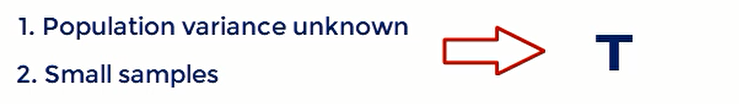 1. Population variance unknown
2. Small samples
T